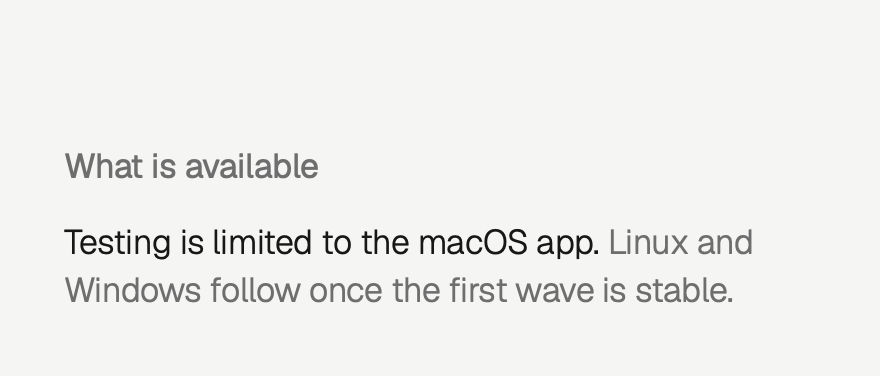 What is available
Testing is limited to the macOS app. Linux and
Windows follow once the first wave is stable.